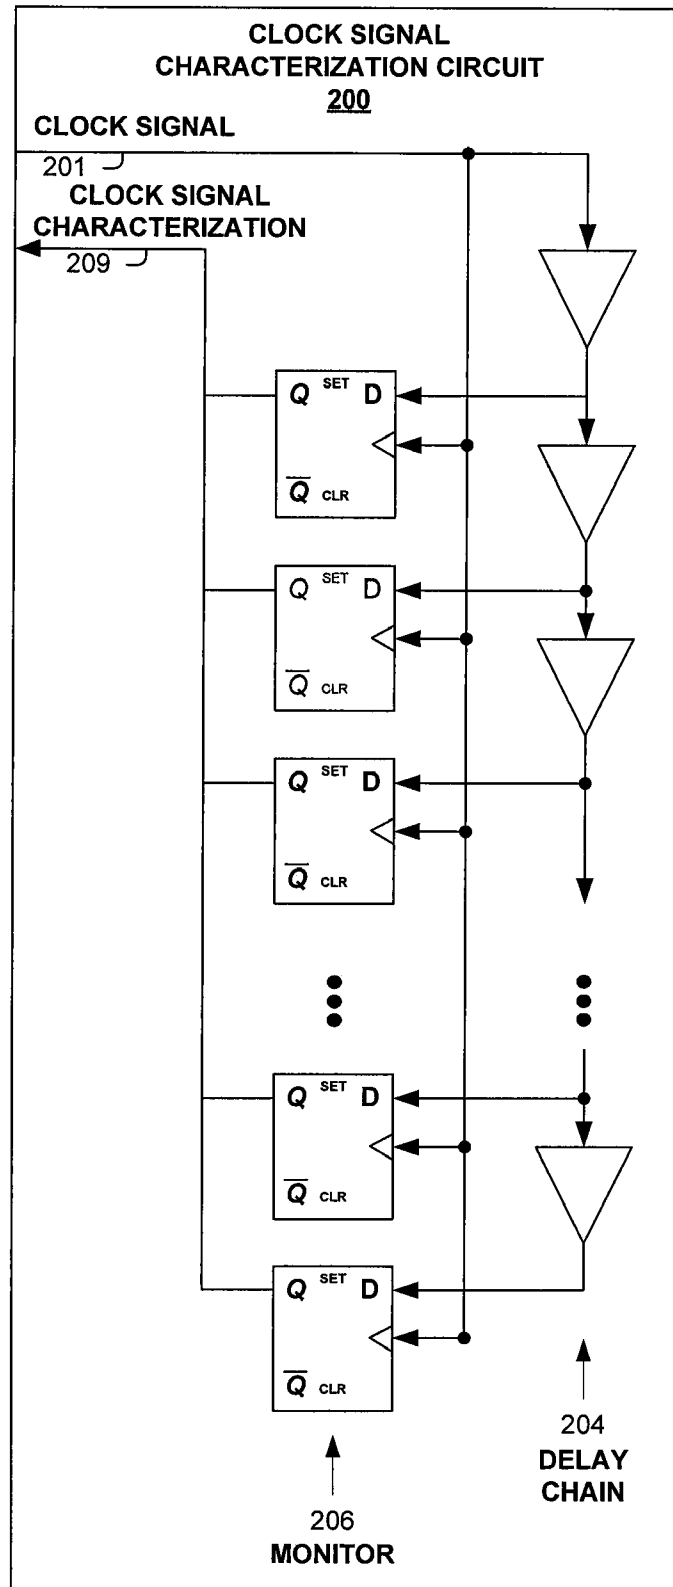 CLOCK SIGNAL
CHARACTERIZATION CIRCUIT
200
CLOCK SIGNAL
201
CLOCK SIGNAL
CHARACTERIZATION
209
Q SET D
Q̅ CLR
Q SET D
Q̅ CLR
Q SET D
Q̅ CLR
Q SET D
Q̅ CLR
Q SET D
Q̅ CLR
204
DELAY
CHAIN
206
MONITOR